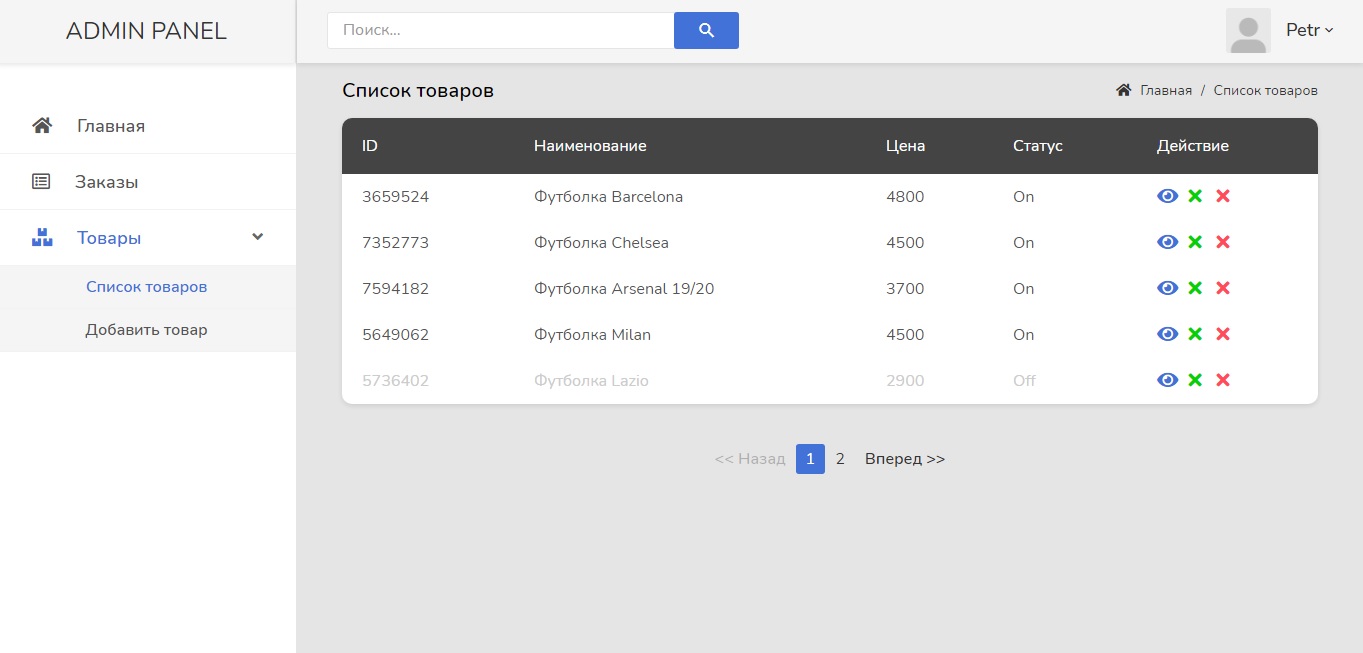 ADMIN PANEL
Поиск...
Petr
Главная
Заказы
Товары
Список товаров
Добавить товар
Список товаров
Главная / Список товаров
ID Наименование Цена Статус Действие
3659524 Футболка Barcelona 4800 On
7352773 Футболка Chelsea 4500 On
7594182 Футболка Arsenal 19/20 3700 On
5649062 Футболка Milan 4500 On
5736402 Футболка Lazio 2900 Off
<< Назад 1 2 Вперед >>